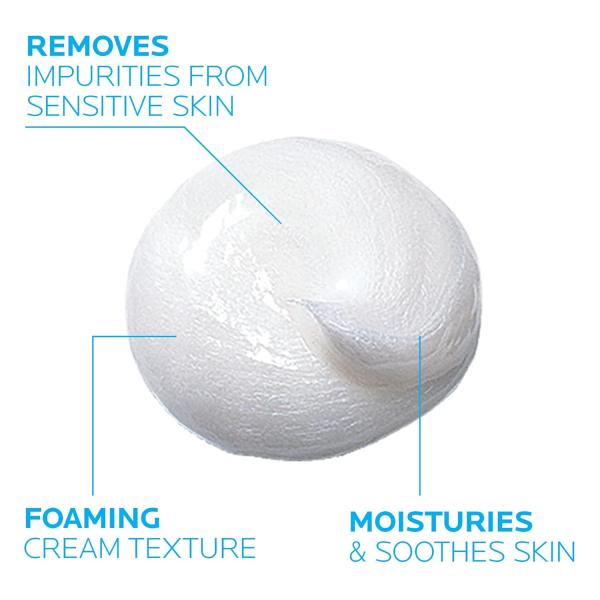 REMOVES
IMPURITIES FROM
SENSITIVE SKIN
FOAMING
CREAM TEXTURE
MOISTURIES
& SOOTHES SKIN